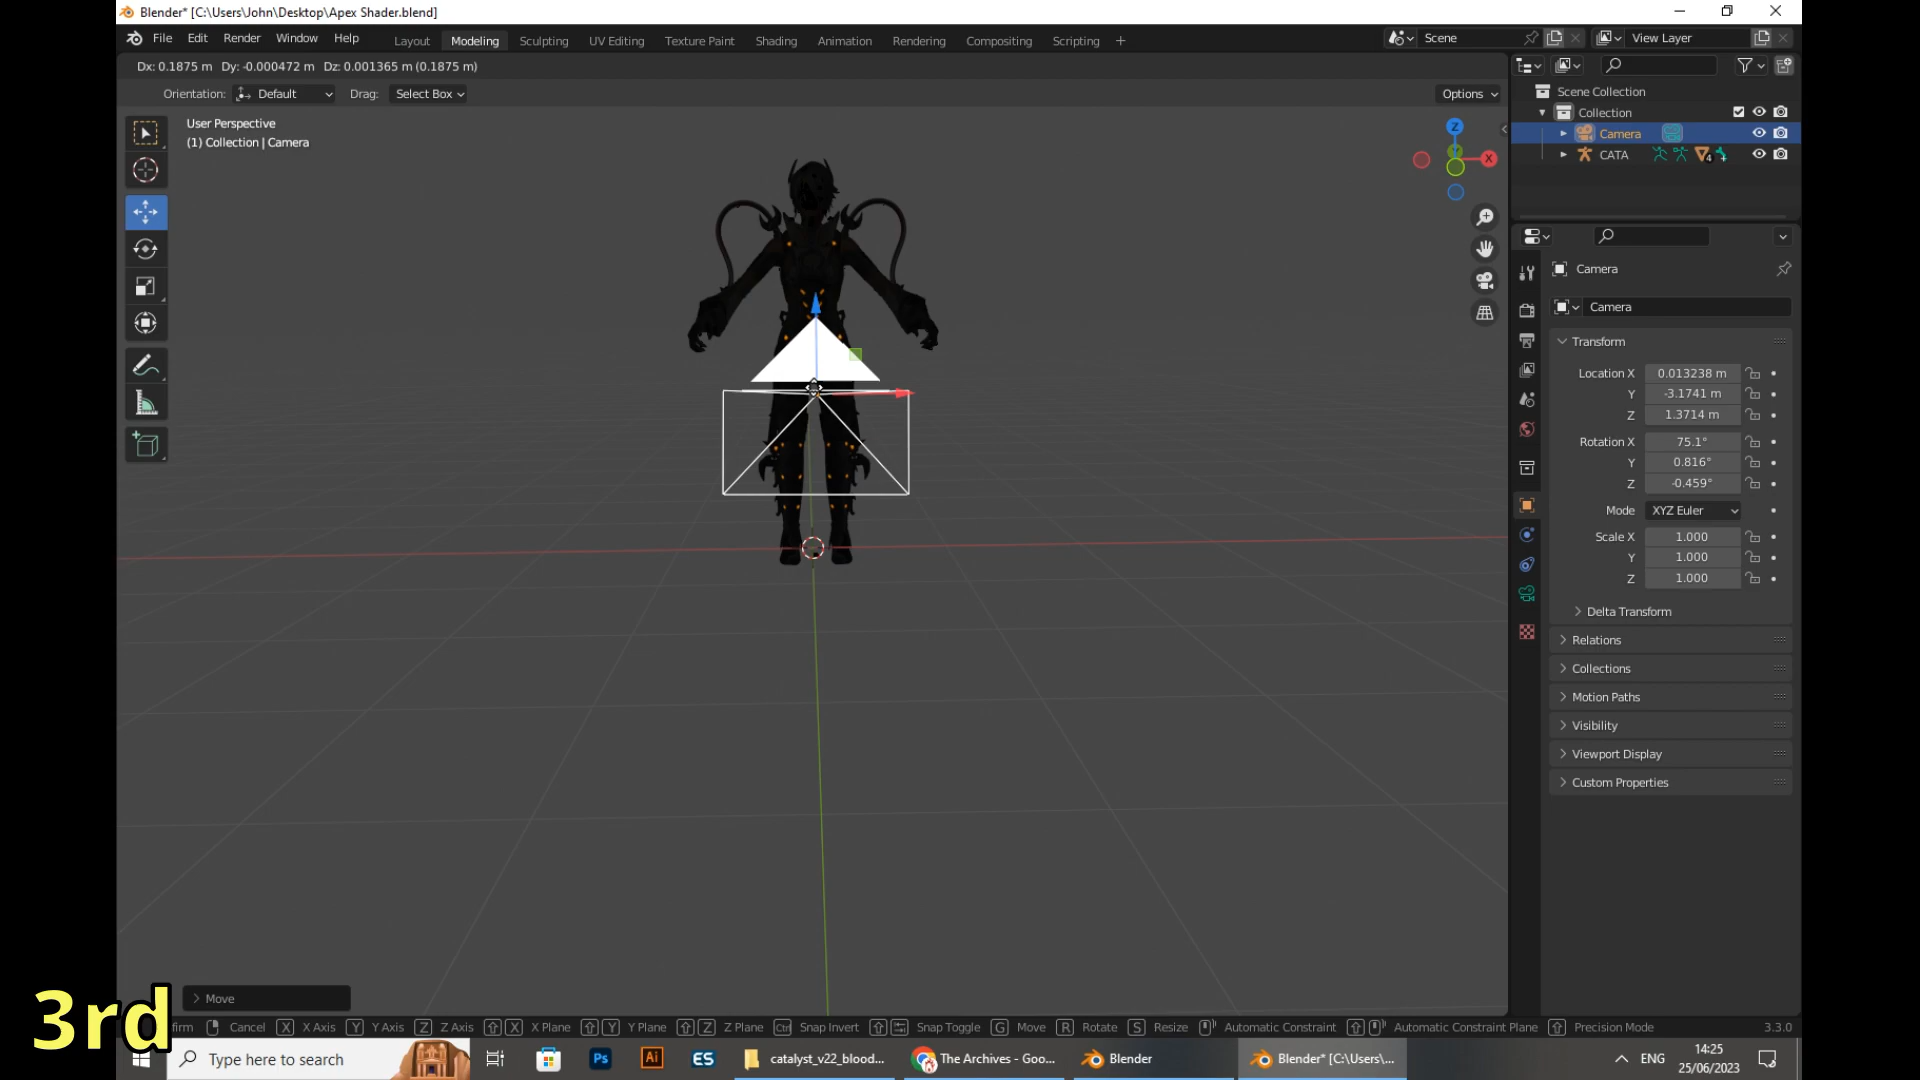 Blender* [C:\Users\John\Desktop\Apex Shader.blend]
File Edit Render Window Help Layout Modeling Sculpting UV Editing Texture Paint Shading Animation Rendering Compositing Scripting + Scene View Layer
Dx: 0.1875 m Dy: -0.000472 m Dz: 0.001365 m (0.1875 m)
Orientation: Default Drag: Select Box Options
User Perspective
(1) Collection | Camera
Z
X
Scene Collection
Collection
Camera
CATA
4
Camera
Camera
Transform
Location X 0.013238 m
Y -3.1741 m
Z 1.3714 m
Rotation X 75.1°
Y 0.816°
Z -0.459°
Mode XYZ Euler
Scale X 1.000
Y 1.000
Z 1.000
Delta Transform
Relations
Collections
Motion Paths
Visibility
Viewport Display
Custom Properties
Move
3rd
firm Cancel X X Axis Y Y Axis Z Z Axis X X Plane Y Y Plane Z Z Plane Ctrl Snap Invert Snap Toggle G Move R Rotate S Resize Automatic Constraint Automatic Constraint Plane Precision Mode 3.3.0
Type here to search Ps Ai ES catalyst_v22_blood... The Archives - Goo... Blender Blender* [C:\Users\... ENG
14:25
25/06/2023